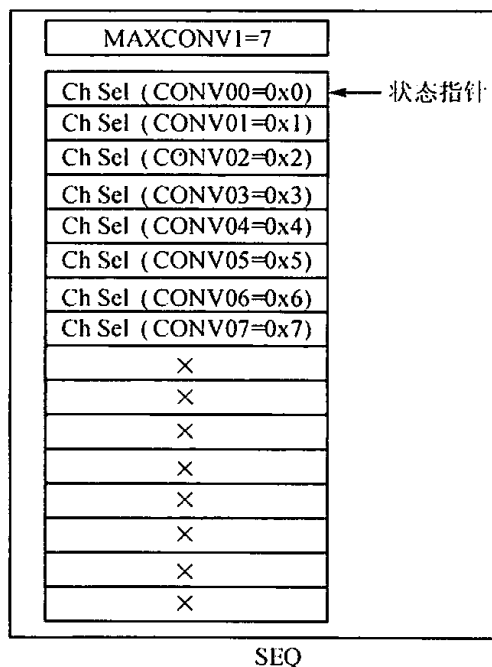 MAXCONV1=7
Ch Sel (CONV00=0x0)
状态指针
Ch Sel (CONV01=0x1)
Ch Sel (CONV02=0x2)
Ch Sel (CONV03=0x3)
Ch Sel (CONV04=0x4)
Ch Sel (CONV05=0x5)
Ch Sel (CONV06=0x6)
Ch Sel (CONV07=0x7)
×
×
×
×
×
×
×
×
SEQ